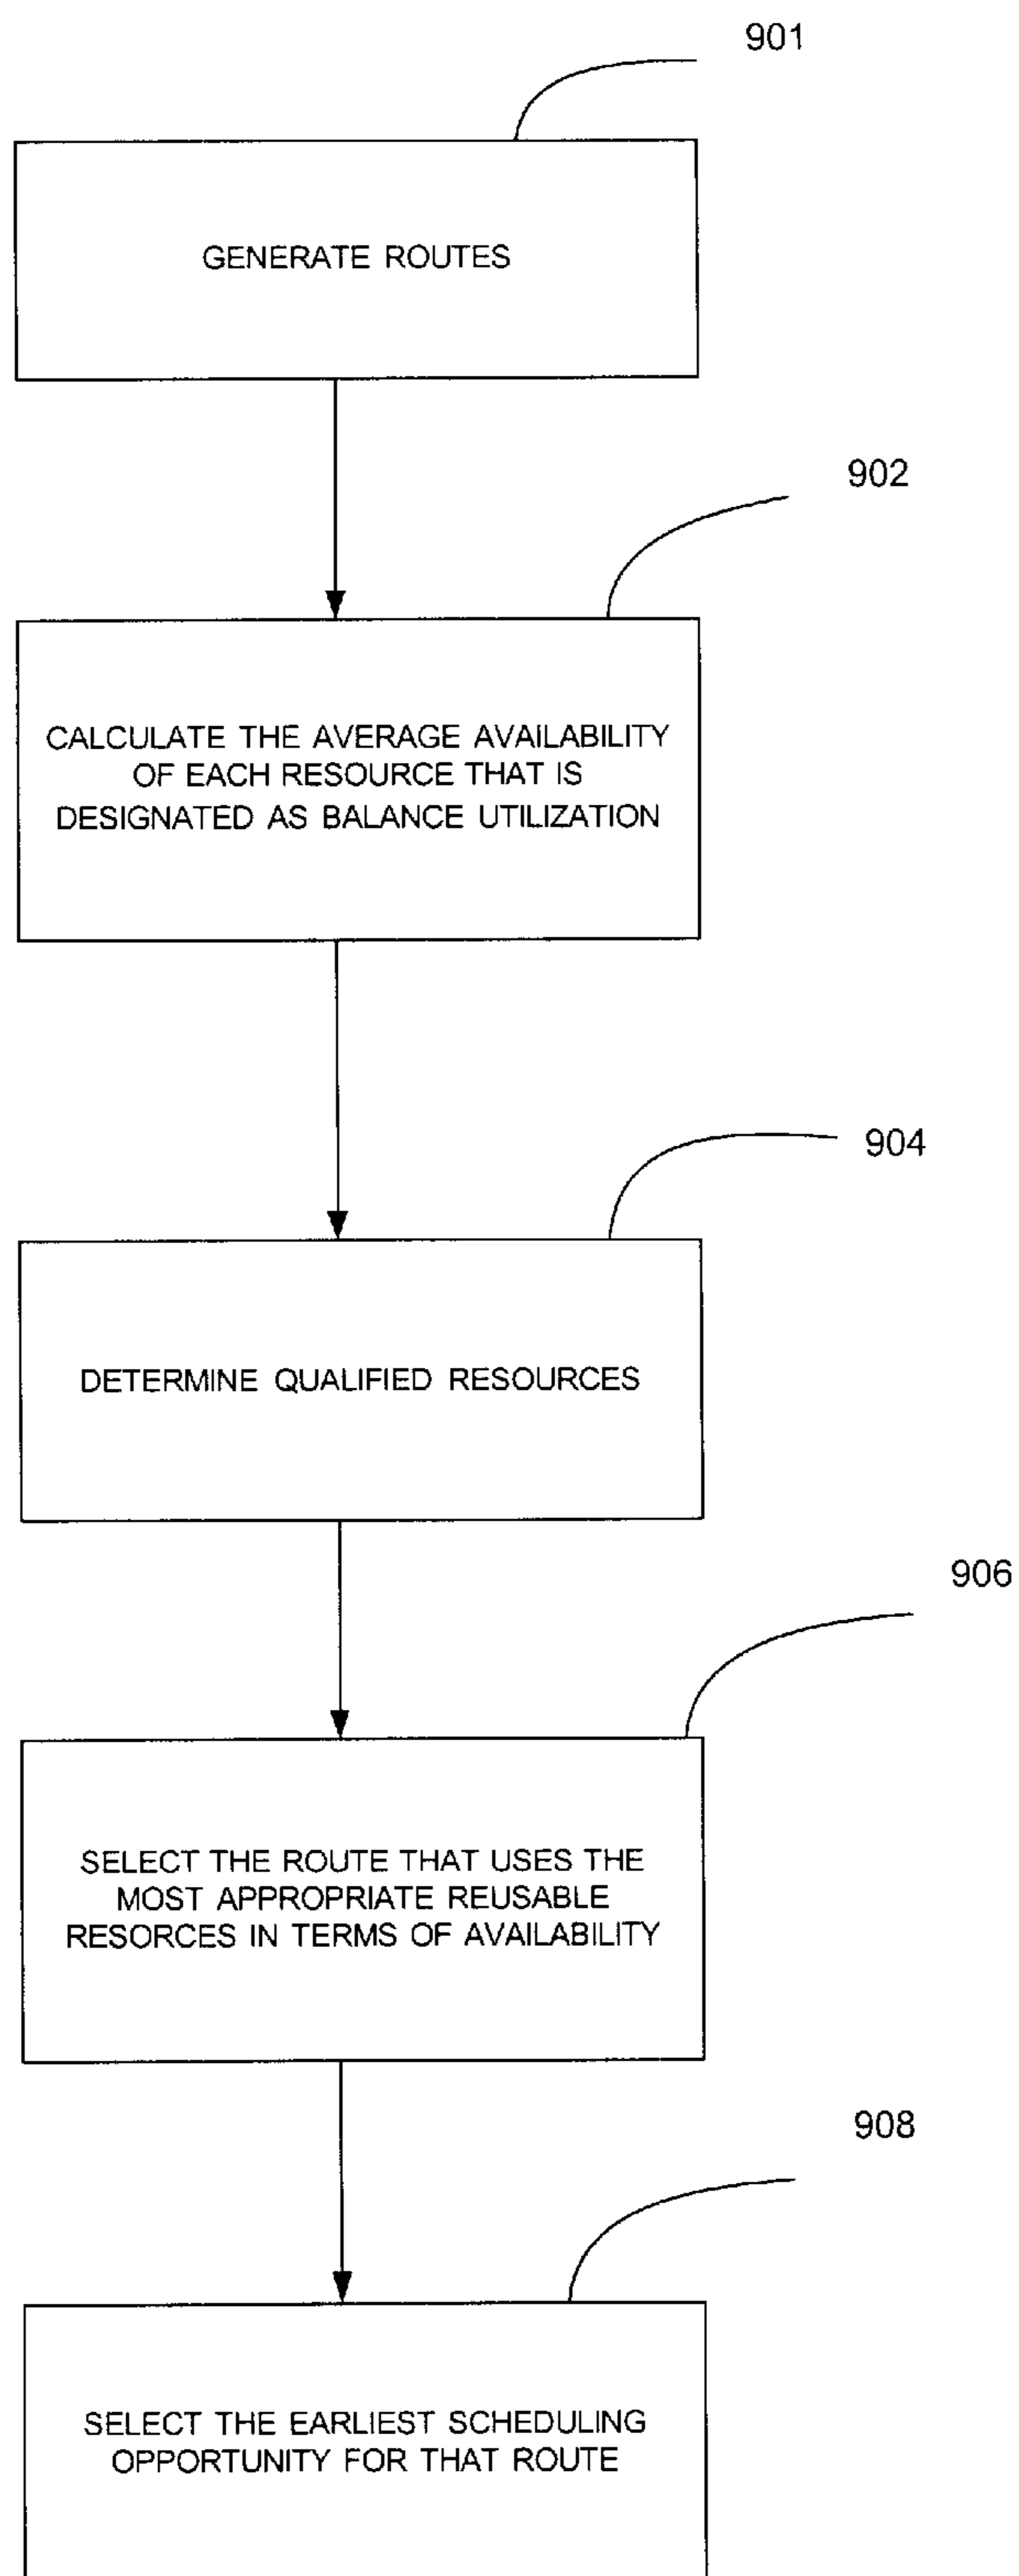 901
GENERATE ROUTES
902
CALCULATE THE AVERAGE AVAILABILITY
OF EACH RESOURCE THAT IS
DESIGNATED AS BALANCE UTILIZATION
904
DETERMINE QUALIFIED RESOURCES
906
SELECT THE ROUTE THAT USES THE
MOST APPROPRIATE REUSABLE
RESORCES IN TERMS OF AVAILABILITY
908
SELECT THE EARLIEST SCHEDULING
OPPORTUNITY FOR THAT ROUTE